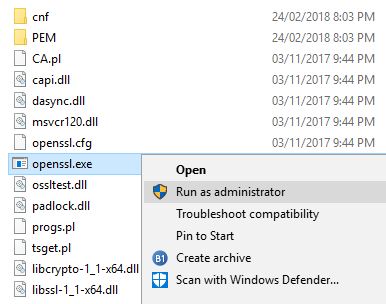 cnf 24/02/2018 8:03 PM
PEM 24/02/2018 8:03 PM
CA.pl 03/11/2017 9:44 PM
capi.dll 03/11/2017 9:44 PM
dasync.dll 03/11/2017 9:44 PM
msvcr120.dll 03/11/2017 9:44 PM
openssl.cfg 03/11/2017 9:44 PM
openssl.exe
Open
ossltest.dll Run as administrator
padlock.dll Troubleshoot compatibility
progs.pl Pin to Start
tsget.pl B1 Create archive
libcrypto-1_1-x64.dll Scan with Windows Defender...
libssl-1_1-x64.dll